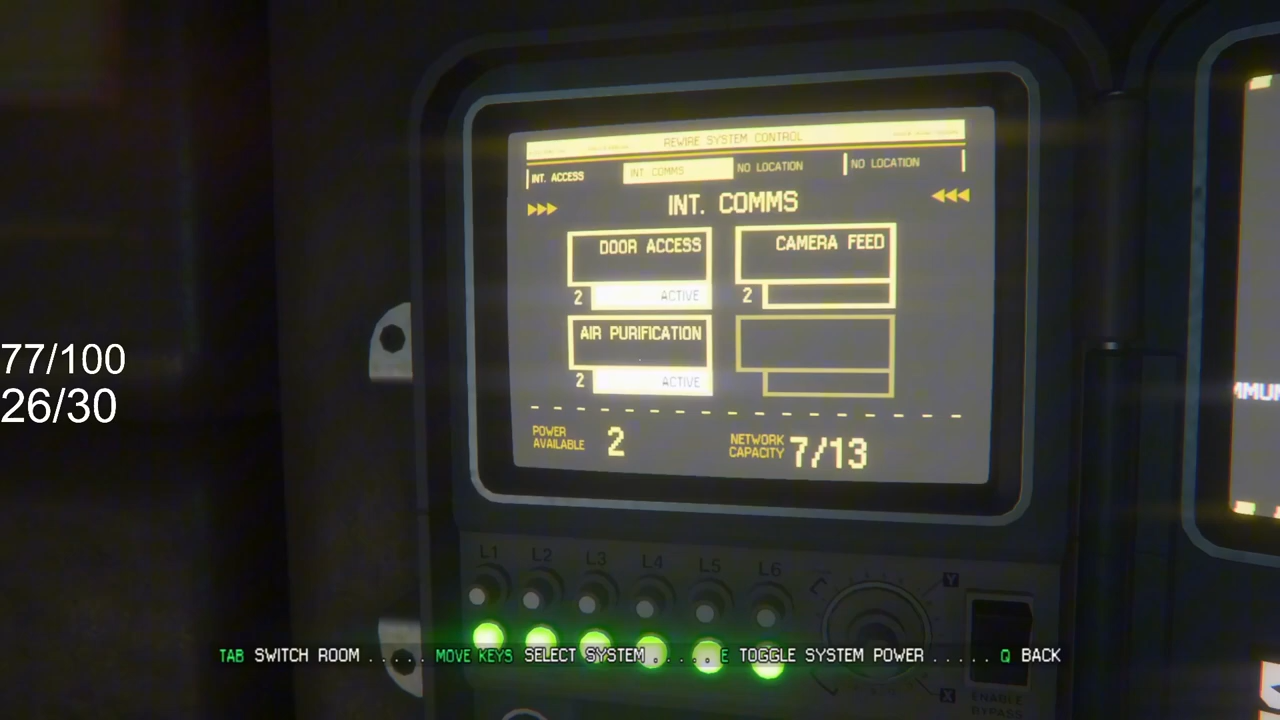 REWIRE SYSTEM CONTROL
INT. ACCESS INT. COMMS NO LOCATION NO LOCATION
INT. COMMS
DOOR ACCESS CAMERA FEED
2 ACTIVE 2
AIR PURIFICATION
2 ACTIVE
77/100
26/30
POWER AVAILABLE 2 NETWORK CAPACITY 7/13
L1 L2 L3 L4 L5 L6
Y
TAB SWITCH ROOM ..... MOVE KEYS SELECT SYSTEM ..... E TOGGLE SYSTEM POWER ..... Q BACK
X
ENABLE
BYPASS